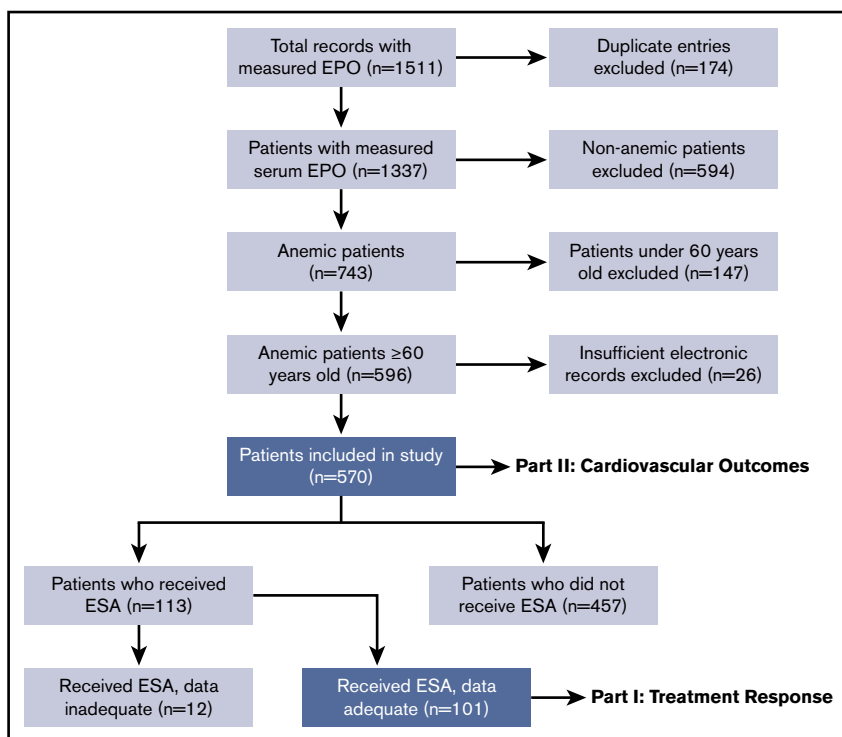 Total records with
measured EPO (n=1511)
Duplicate entries
excluded (n=174)
Patients with measured
serum EPO (n=1337)
Non-anemic patients
excluded (n=594)
Anemic patients
(n=743)
Patients under 60 years
old excluded (n=147)
Anemic patients ≥60
years old (n=596)
Insufficient electronic
records excluded (n=26)
Patients included in study
(n=570)
Part II: Cardiovascular Outcomes
Patients who received
ESA (n=113)
Patients who did not
receive ESA (n=457)
Received ESA, data
inadequate (n=12)
Received ESA, data
adequate (n=101)
Part I: Treatment Response